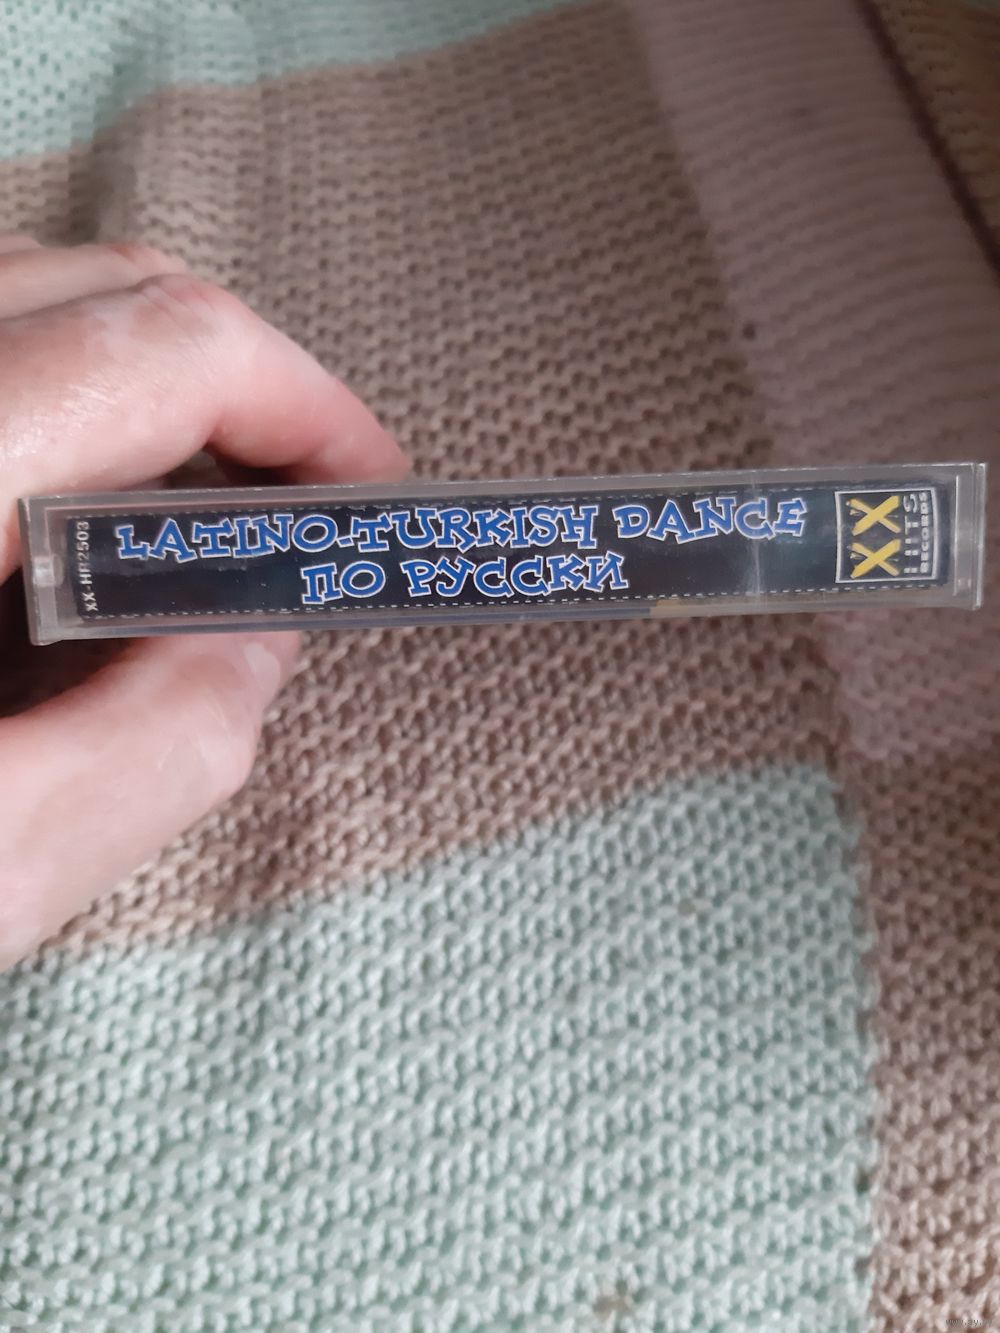 XX-HR2503
LATINO-TURKISH DANCE
ПО РУССКИ
XX
HITS
RECORDS